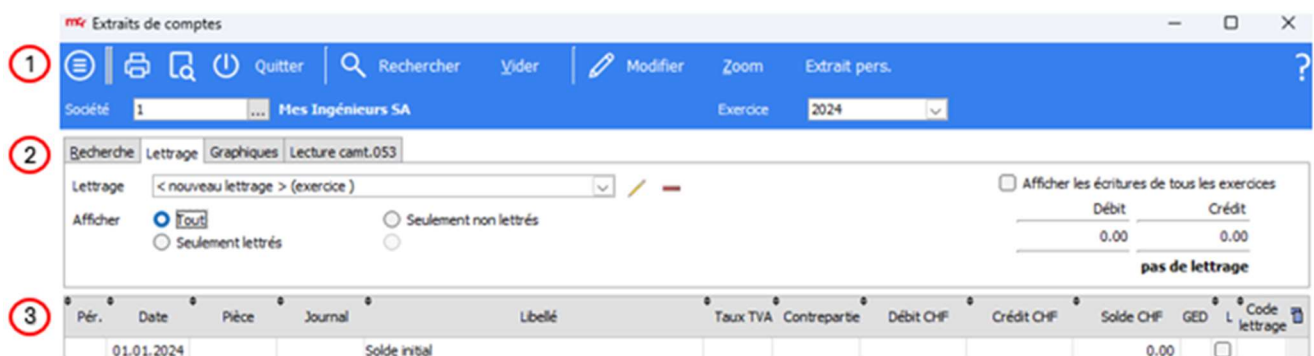 mcr Extraits de comptes
1 Quitter Rechercher Vider Modifier Zoom Extrait pers. ?
Société 1 ... Mes Ingénieurs SA Exercice 2024
2 Recherche Lettrage Graphiques Lecture camt.053
Lettrage < nouveau lettrage > (exercice ) Afficher les écritures de tous les exercices
Débit Crédit
Afficher Tout Seulement non lettrés
0.00 0.00
Seulement lettrés
pas de lettrage
3 Pér. Date Pièce Journal Libellé Taux TVA Contrepartie Débit CHF Crédit CHF Solde CHF GED L Code lettrage
01.01.2024 Solde initial 0.00